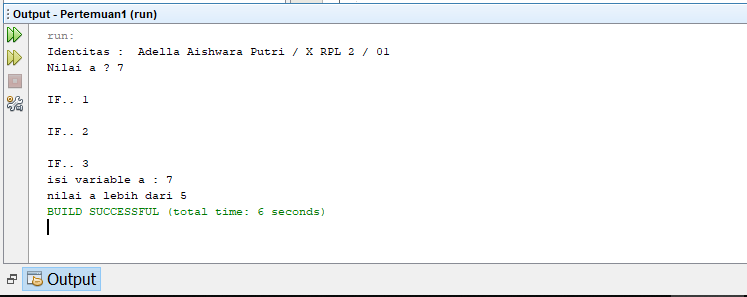 Output - Pertemuan1 (run)
run:
Identitas :  Adella Aishwara Putri / X RPL 2 / 01
Nilai a ? 7
IF.. 1
IF.. 2
IF.. 3
isi variable a : 7
nilai a lebih dari 5
BUILD SUCCESSFUL (total time: 6 seconds)
Output